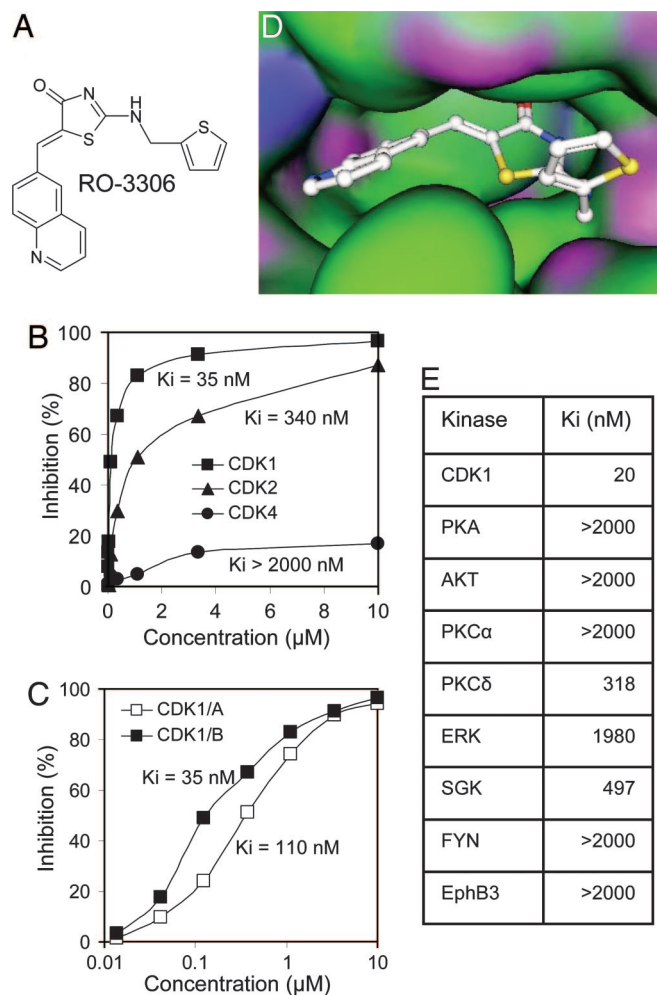 A
O
N
H
N
S
S
RO-3306
N
D
B
Inhibition (%)
100
80
60
40
20
0
Ki = 35 nM
Ki = 340 nM
CDK1
CDK2
CDK4
Ki > 2000 nM
0 2 4 6 8 10
Concentration (µM)
C
Inhibition (%)
100
80
60
40
20
0
CDK1/A
CDK1/B
Ki = 35 nM
Ki = 110 nM
0.01 0.1 1 10
Concentration (µM)
E
Kinase Ki (nM)
CDK1 20
PKA >2000
AKT >2000
PKCα >2000
PKCδ 318
ERK 1980
SGK 497
FYN >2000
EphB3 >2000